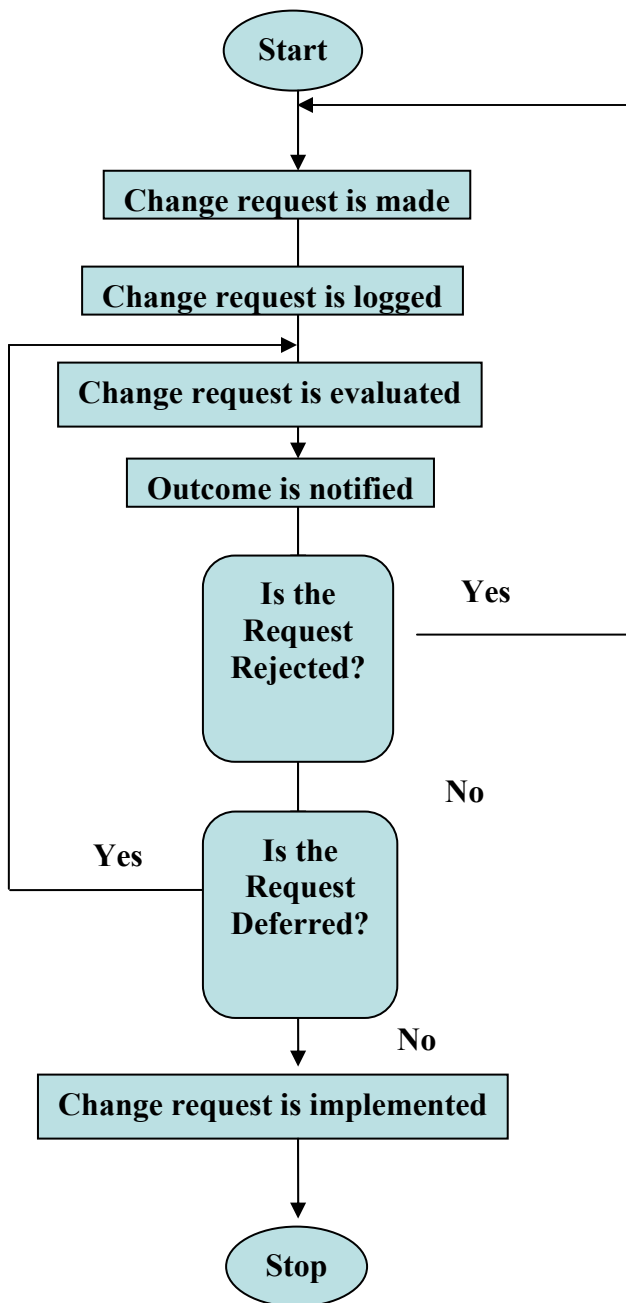 Start
Change request is made
Change request is logged
Change request is evaluated
Outcome is notified
Is the
Request
Rejected?
Yes
No
Is the
Request
Deferred?
Yes
No
Change request is implemented
Stop